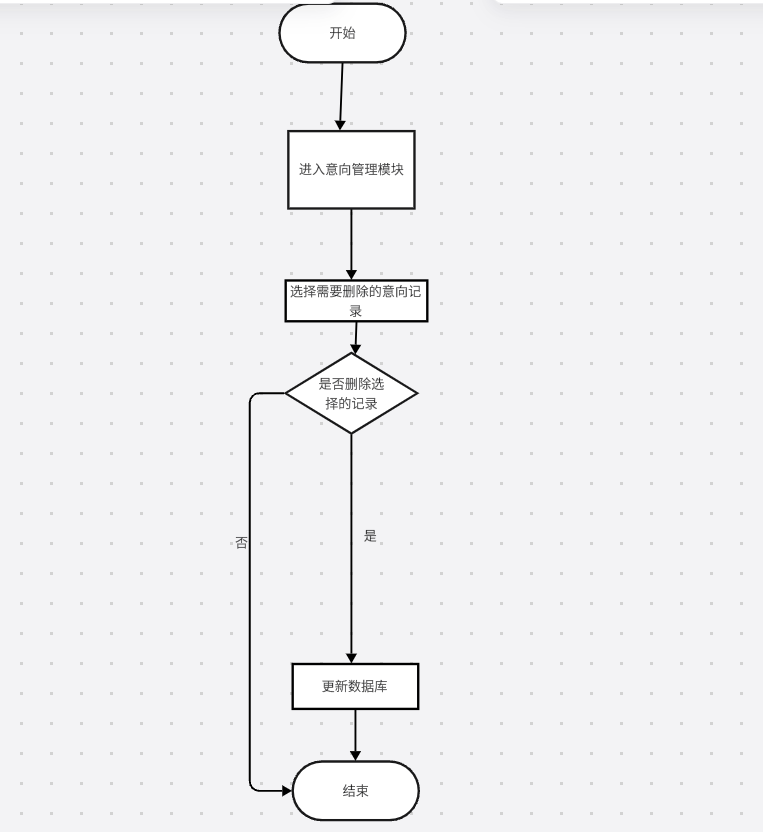 开始
进入意向管理模块
选择需要删除的意向记
录
是否删除选
择的记录
是
否
更新数据库
结束